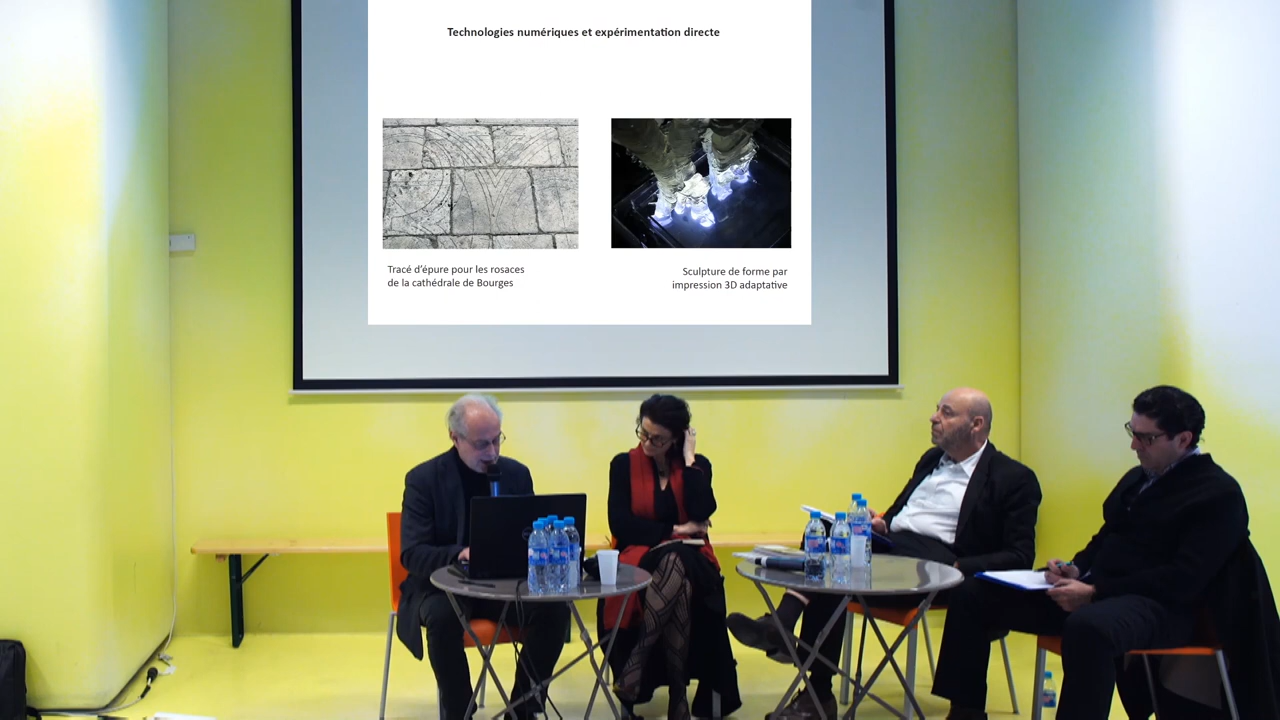 Technologies numériques et expérimentation directe
Tracé d'épure pour les rosaces
de la cathédrale de Bourges
Sculpture de forme par
impression 3D adaptative